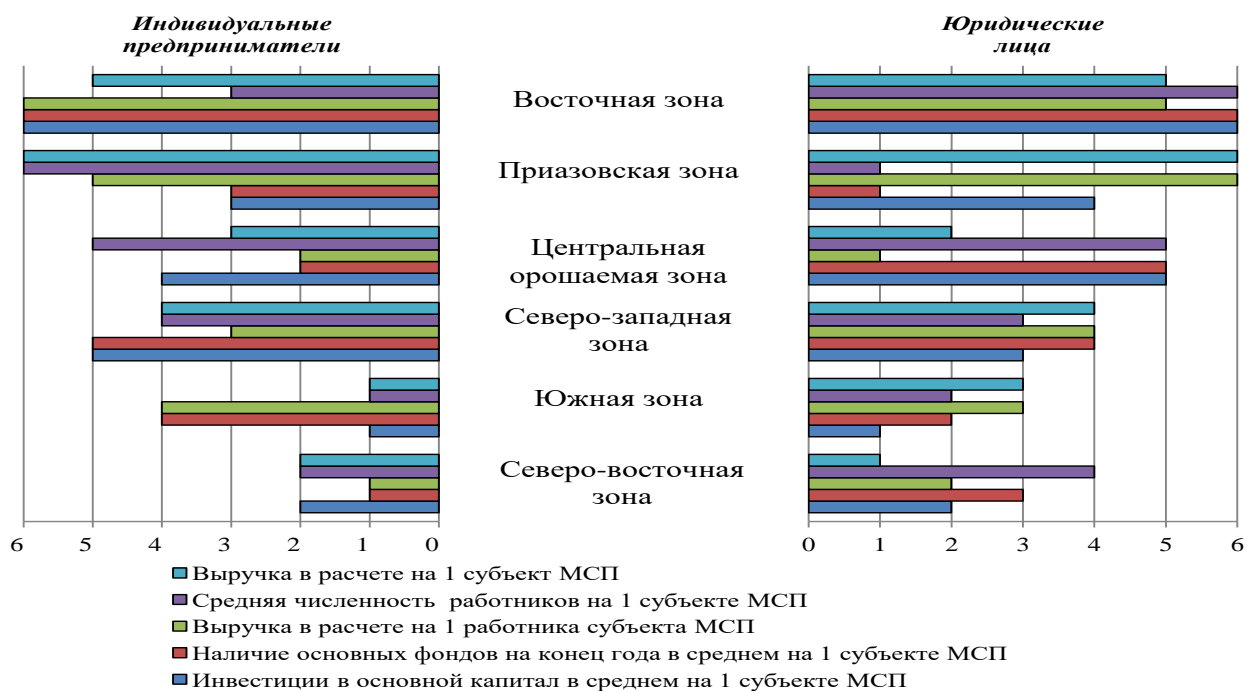 Индивидуальные
предприниматели
Юридические
лица
Восточная зона
Приазовская зона
Центральная
орошаемая зона
Северо-западная
зона
Южная зона
Северо-восточная
зона
6 5 4 3 2 1 0
0 1 2 3 4 5 6
Выручка в расчете на 1 субъект МСП
Средняя численность работников на 1 субъекте МСП
Выручка в расчете на 1 работника субъекта МСП
Наличие основных фондов на конец года в среднем на 1 субъекте МСП
Инвестиции в основной капитал в среднем на 1 субъекте МСП